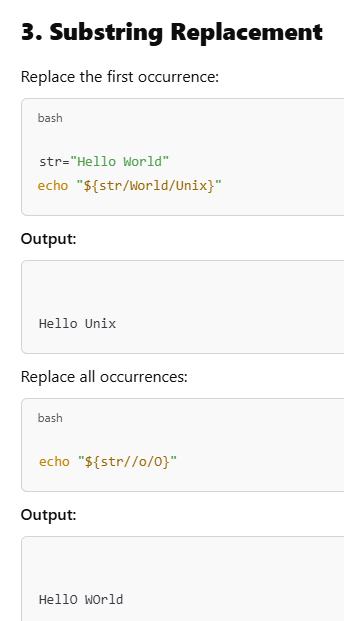 3. Substring Replacement
Replace the first occurrence:
bash
str="Hello World"
echo "${str/World/Unix}"
Output:
Hello Unix
Replace all occurrences:
bash
echo "${str//o/O}"
Output:
HellO WOrld